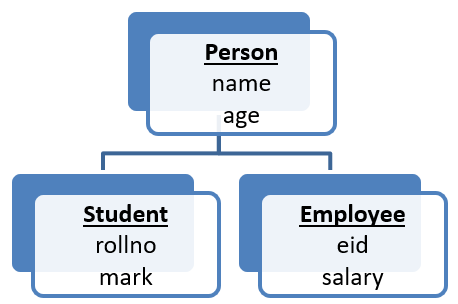 Person
name
age
Student
rollno
mark
Employee
eid
salary